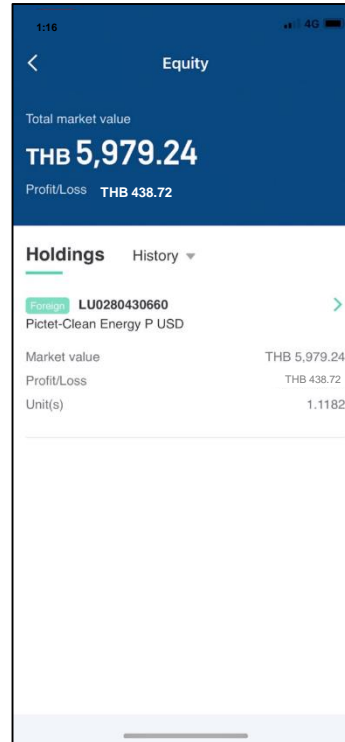 1:16 4G
Equity
Total market value
THB 5,979.24
Profit/Loss THB 438.72
Holdings History
Foreign LU0280430660
Pictet-Clean Energy P USD
Market value THB 5,979.24
Profit/Loss THB 438.72
Unit(s) 1.1182